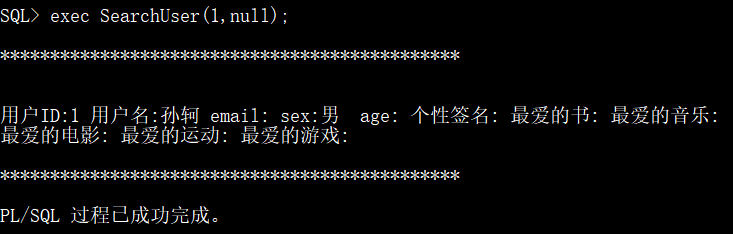 SQL> exec SearchUser(1,null);
**********************************************
用户ID:1 用户名:孙轲 email: sex:男  age: 个性签名: 最爱的书: 最爱的音乐:
最爱的电影: 最爱的运动: 最爱的游戏:
**********************************************
PL/SQL 过程已成功完成。